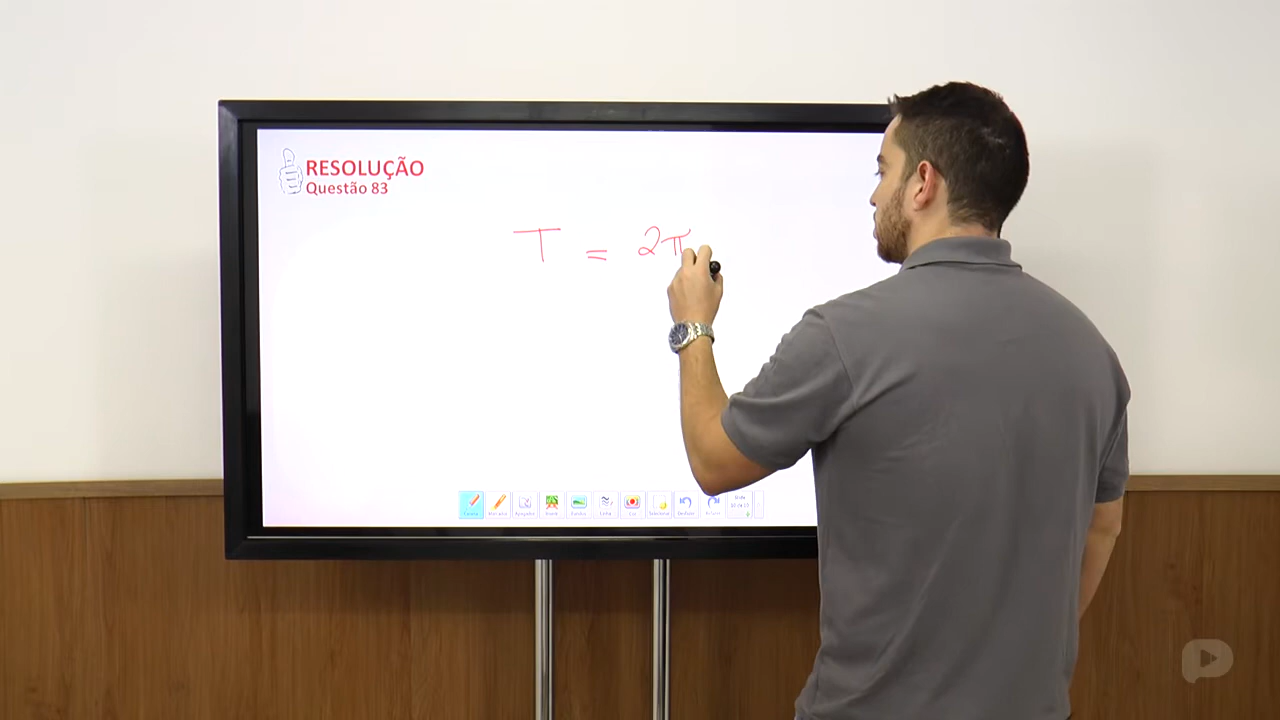 RESOLUÇÃO
Questão 83
T = 2π